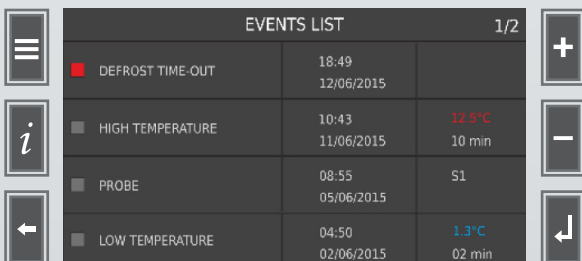 EVENTS LIST 1/2
DEFROST TIME-OUT
18:49
12/06/2015
HIGH TEMPERATURE
10:43
11/06/2015
12.5°C
10 min
i
PROBE
08:55
05/06/2015
S1
LOW TEMPERATURE
04:50
02/06/2015
1.3°C
02 min